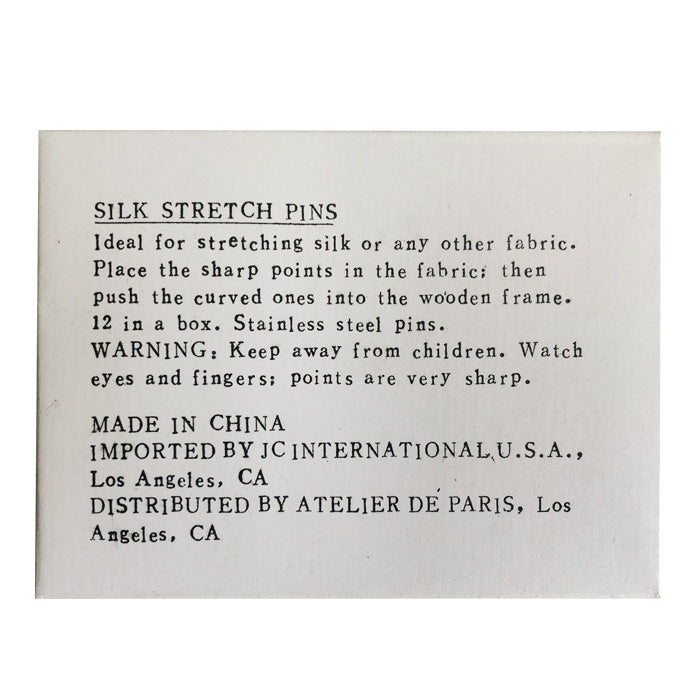 SILK STRETCH PINS
Ideal for stretching silk or any other fabric.
Place the sharp points in the fabric; then
push the curved ones into the wooden frame.
12 in a box. Stainless steel pins.
WARNING: Keep away from children. Watch
eyes and fingers; points are very sharp.
MADE IN CHINA
IMPORTED BY JC INTERNATIONAL, U.S.A.,
Los Angeles, CA
DISTRIBUTED BY ATELIER DE PARIS, Los
Angeles, CA